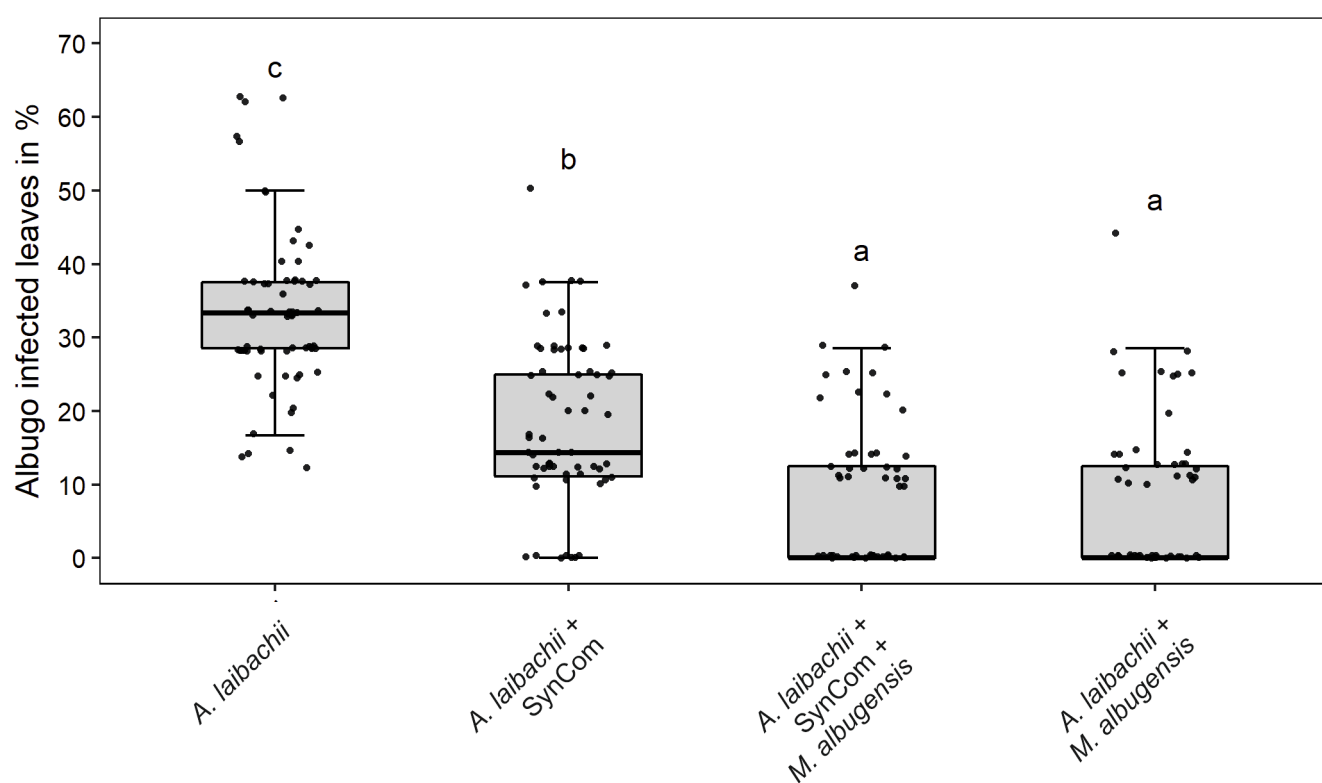 Albugo infected leaves in %
70
60
50
40
30
20
10
0
c
b
a
a
A. laibachii
A. laibachii +
SynCom
A. laibachii +
SynCom +
M. albugensis
A. laibachii +
M. albugensis